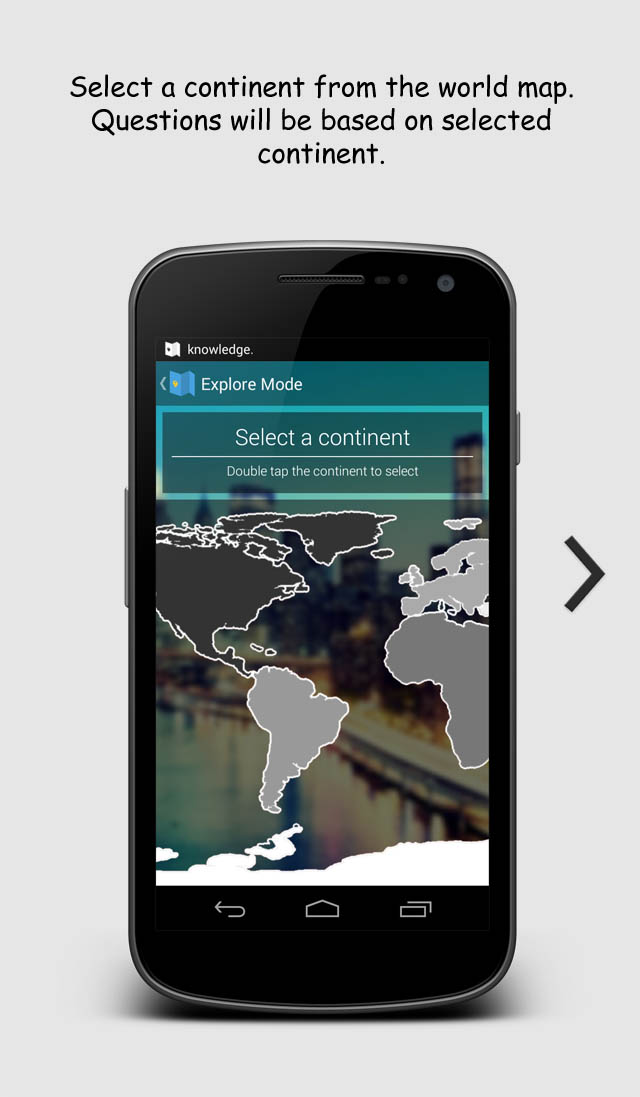 Select a continent from the world map.
Questions will be based on selected
continent.
knowledge.
Explore Mode
Select a continent
Double tap the continent to select